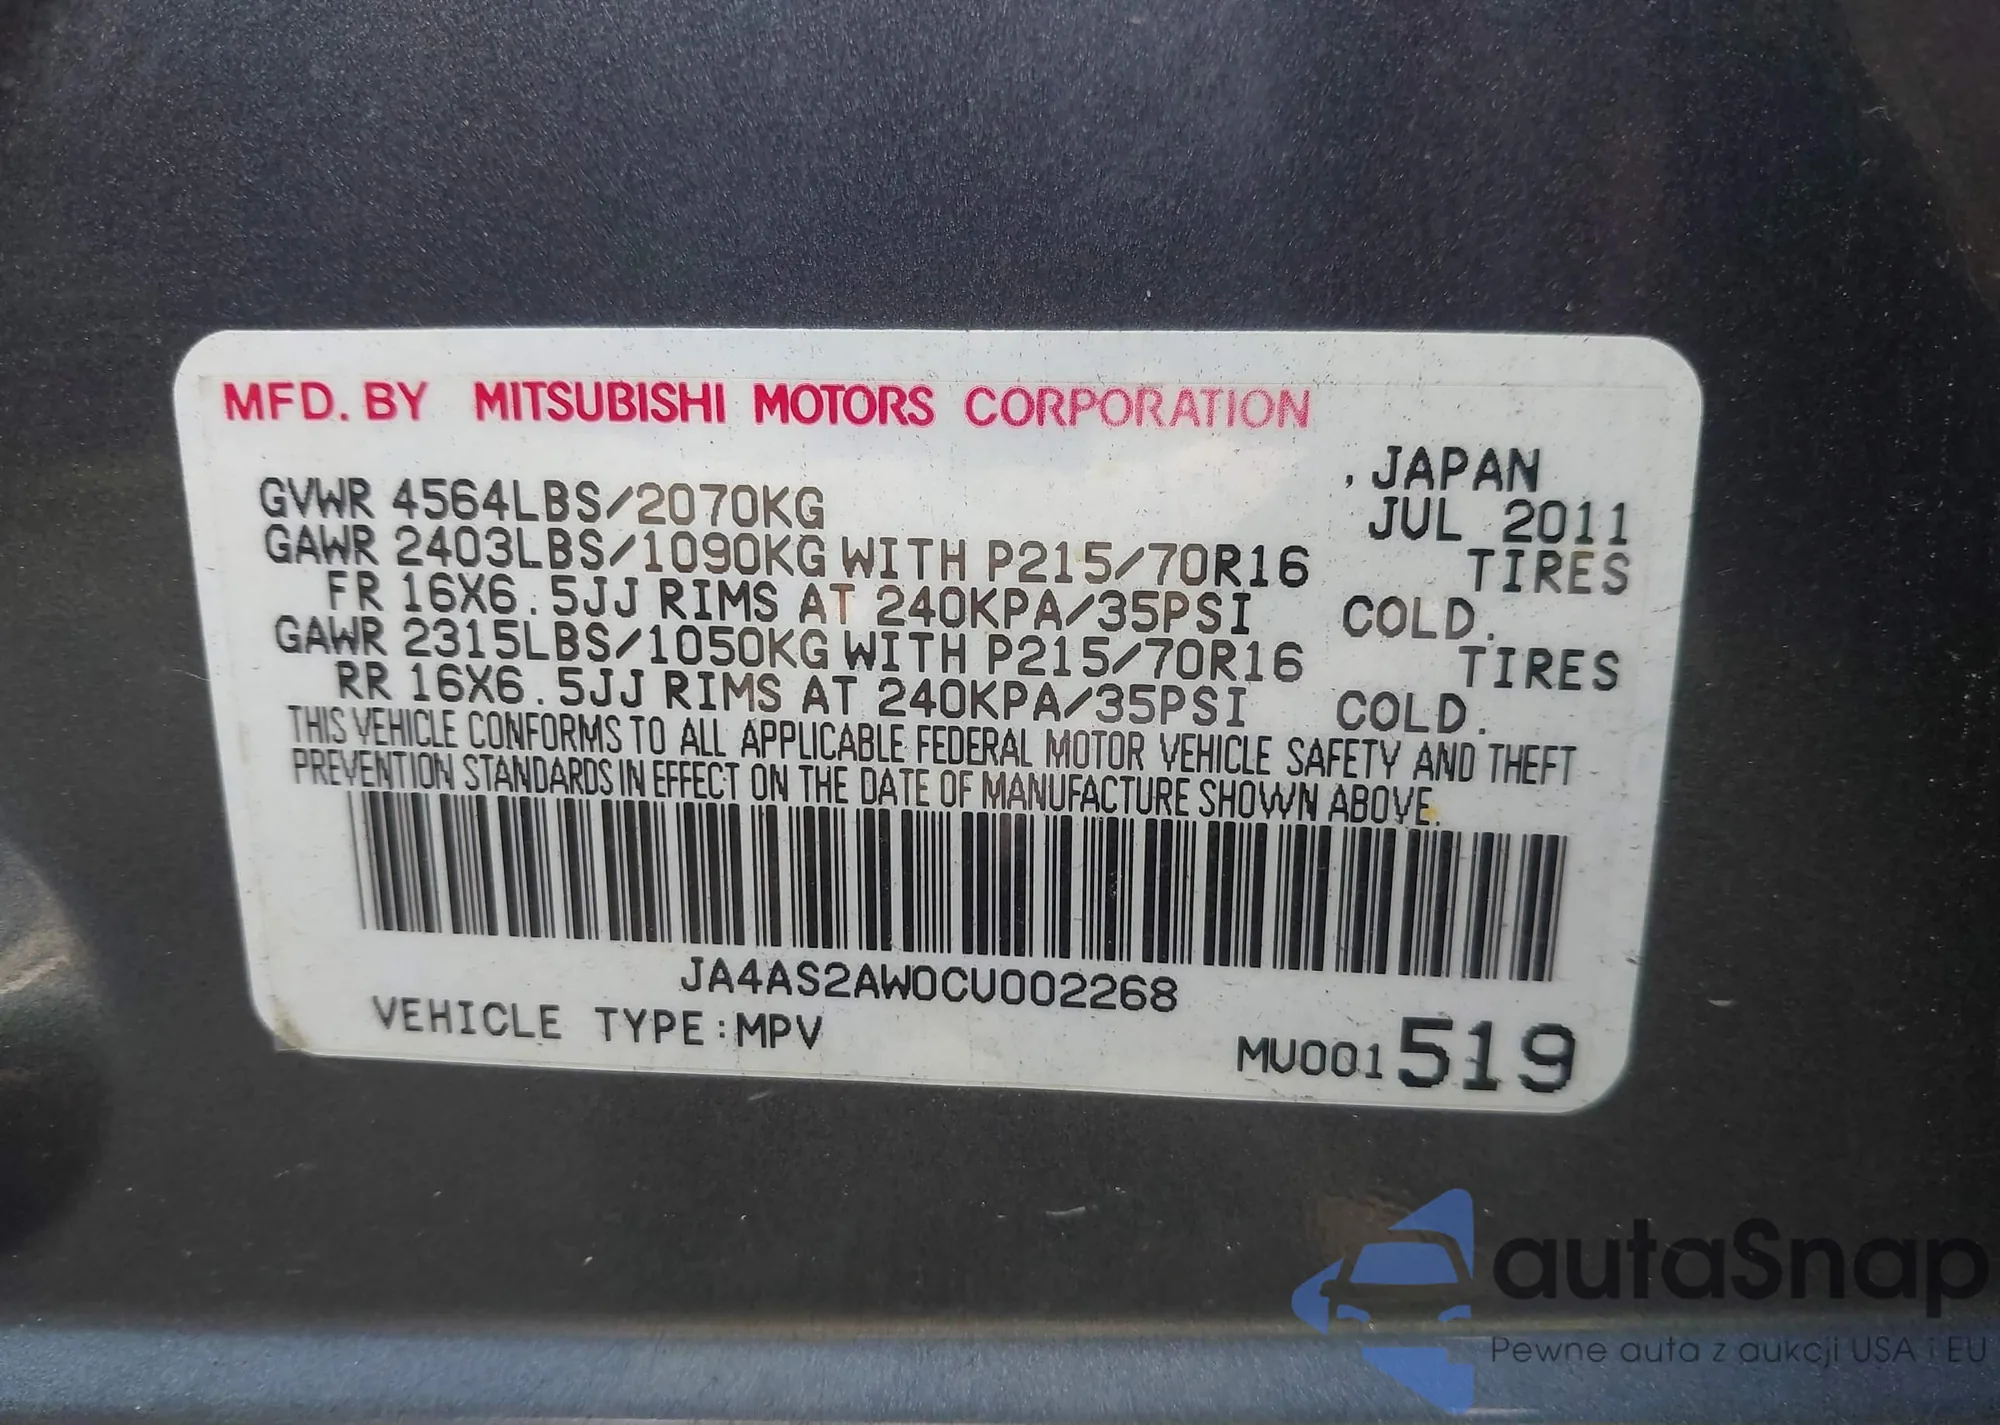 MFD. BY MITSUBISHI MOTORS CORPORATION
, JAPAN
GVWR 4564LBS/2070KG JUL 2011
GAWR 2403LBS/1090KG WITH P215/70R16 TIRES
FR 16X6.5JJ RIMS AT 240KPA/35PSI COLD.
GAWR 2315LBS/1050KG WITH P215/70R16 TIRES
RR 16X6.5JJ RIMS AT 240KPA/35PSI COLD.
THIS VEHICLE CONFORMS TO ALL APPLICABLE FEDERAL MOTOR VEHICLE SAFETY AND THEFT
PREVENTION STANDARDS IN EFFECT ON THE DATE OF MANUFACTURE SHOWN ABOVE.
JA4AS2AW0CU002268
VEHICLE TYPE:MPV MU001519
autaSnap
Pewne auta z aukcji USA i EU